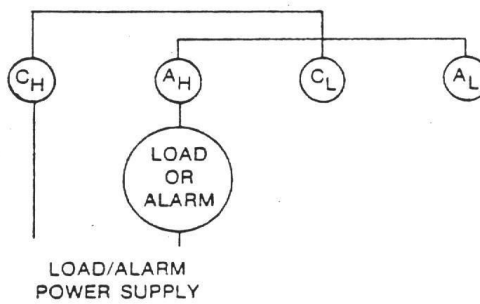 CH AH CL AL
LOAD
OR
ALARM
LOAD/ALARM
POWER SUPPLY